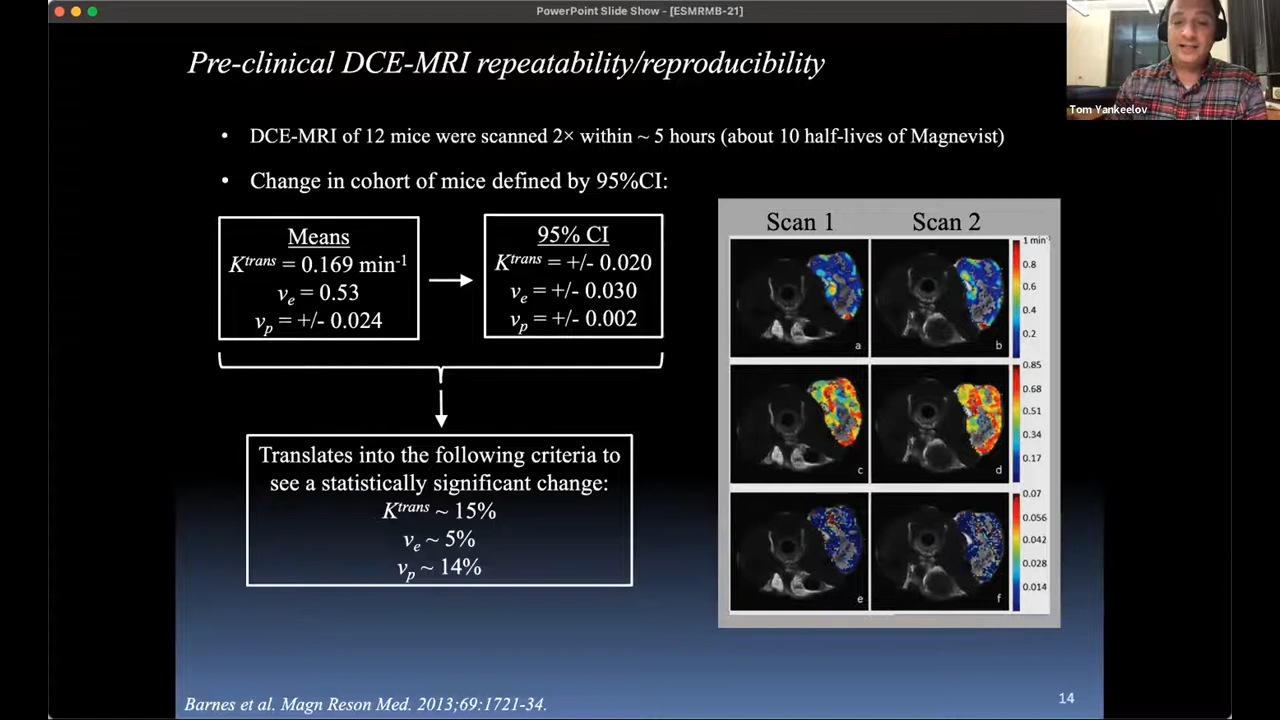 PowerPoint Slide Show - [ESMRMB-21]
Tom Yankeelov
Pre-clinical DCE-MRI repeatability/reproducibility
• DCE-MRI of 12 mice were scanned 2× within ~ 5 hours (about 10 half-lives of Magnevist)
• Change in cohort of mice defined by 95%CI:
Means
Ktrans = 0.169 min-1
ve = 0.53
vp = +/- 0.024
95% CI
Ktrans = +/- 0.020
ve = +/- 0.030
vp = +/- 0.002
Translates into the following criteria to
see a statistically significant change:
Ktrans ~ 15%
ve ~ 5%
vp ~ 14%
Scan 1 Scan 2
1 min-1
0.8
0.6
0.4
0.2
a b
0.85
0.68
0.51
0.34
0.17
c d
0.07
0.056
0.042
0.028
0.014
e f
Barnes et al. Magn Reson Med. 2013;69:1721-34.
14